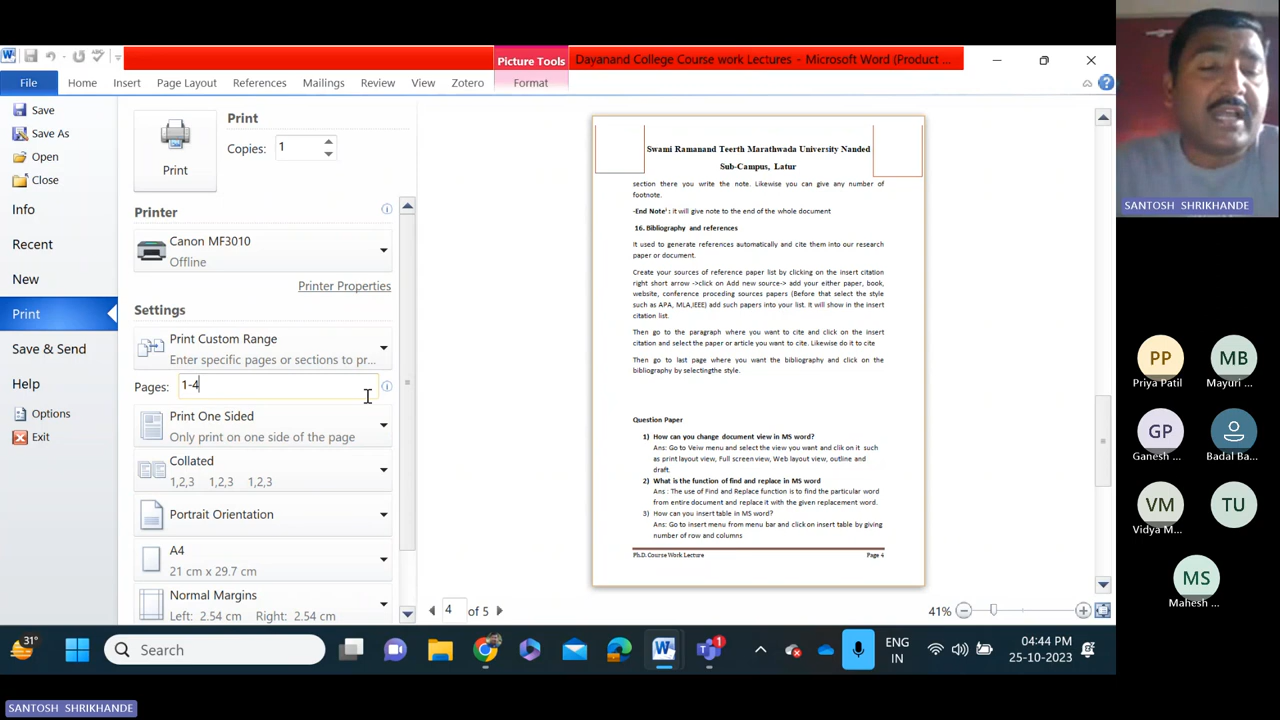 Picture Tools
Dayanand College Course work Lectures - Microsoft Word (Product ...
File Home Insert Page Layout References Mailings Review View Zotero Format
Save
Save As
Open
Close
Info
Recent
New
Print
Save & Send
Help
Options
Exit
Print
Print
Copies: 1
Printer
Canon MF3010
Offline
Printer Properties
Settings
Print Custom Range
Enter specific pages or sections to pr...
Pages: 1-4
Print One Sided
Only print on one side of the page
Collated
1,2,3 1,2,3 1,2,3
Portrait Orientation
A4
21 cm x 29.7 cm
Normal Margins
Left: 2.54 cm Right: 2.54 cm
Swami Ramanand Teerth Marathwada University Nanded
Sub-Campus, Latur
section there you write the note. Likewise you can give any number of
footnote.
-End Noteⁱ : it will give note to the end of the whole document
16. Bibliography and references
It used to generate references automatically and cite them into our research
paper or document.
Create your sources of reference paper list by clicking on the insert citation
right short arrow ->click on Add new source-> add your either paper, book,
website, conference proceding sources papers (Before that select the style
such as APA, MLA,IEEE) add such papers into your list. It will show in the insert
citation list.
Then go to the paragraph where you want to cite and click on the insert
citation and select the paper or article you want to cite. Likewise do it to cite
Then go to last page where you want the bibliography and click on the
bibliography by selectingthe style.
Question Paper
1) How can you change document view in MS word?
Ans: Go to Veiw menu and select the view you want and clik on it such
as print layout view, Full screen view, Web layout view, outline and
draft.
2) What is the function of find and replace in MS word
Ans : The use of Find and Replace function is to find the particular word
from entire document and replace it with the given replacement word.
3) How can you insert table in MS word?
Ans: Go to insert menu from menu bar and click on insert table by giving
number of row and columns
Ph.D. Course Work Lecture Page 4
4 of 5
41%
SANTOSH SHRIKHANDE
PP
Priya Patil
MB
Mayuri ...
GP
Ganesh ...
Badal Ba...
VM
Vidya M...
TU
MS
Mahesh ...
31°
Search
1
ENG
IN
04:44 PM
25-10-2023
SANTOSH SHRIKHANDE